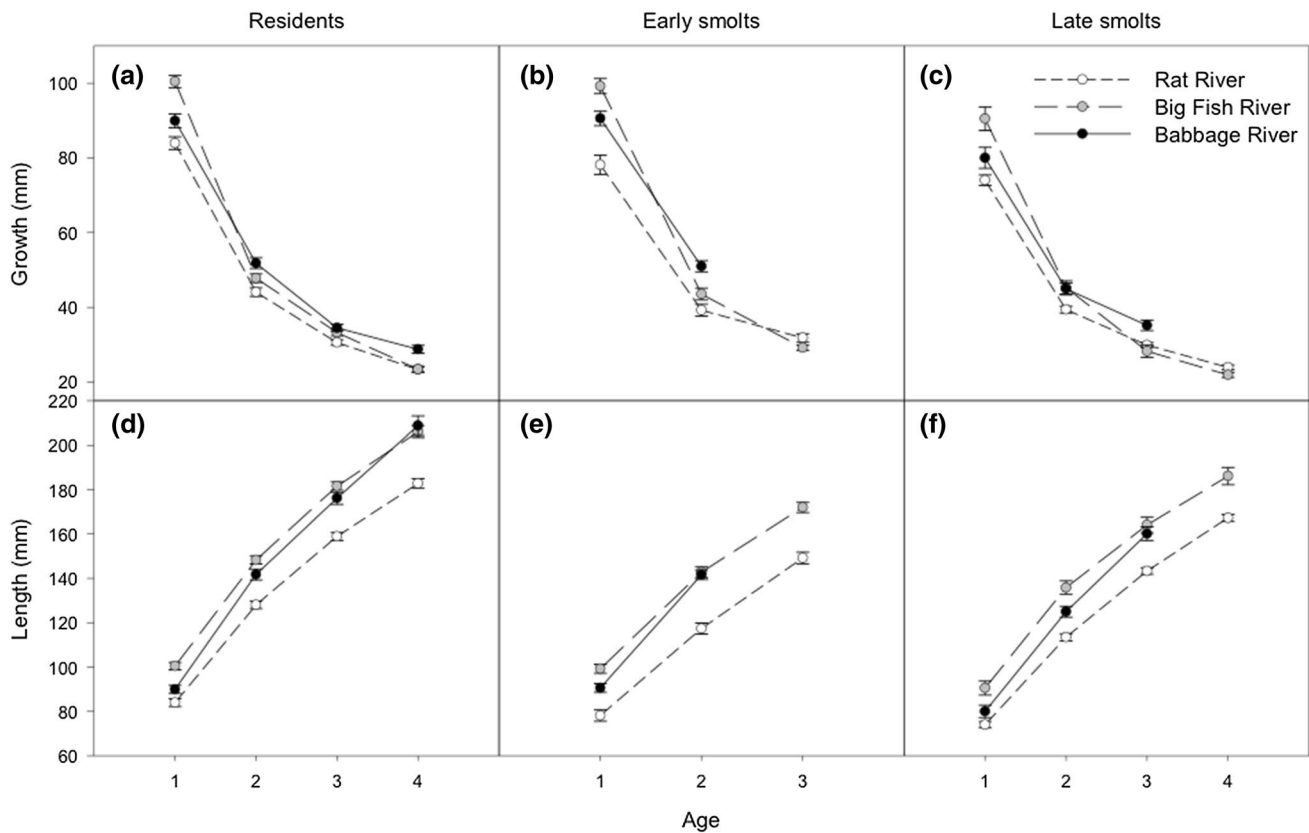 Residents
Early smolts
Late smolts
(a)
(b)
(c)
Rat River
Big Fish River
Babbage River
Growth (mm)
100
80
60
40
20
(d)
(e)
(f)
Length (mm)
220
200
180
160
140
120
100
80
60
1 2 3 4
1 2 3
1 2 3 4
Age